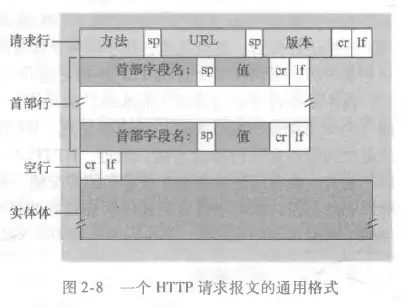 请求行 方法 sp URL sp 版本 cr lf
首部字段名: sp 值 cr lf
首部行
首部字段名: sp 值 cr lf
空行 cr lf
实体体
图 2-8 一个 HTTP 请求报文的通用格式